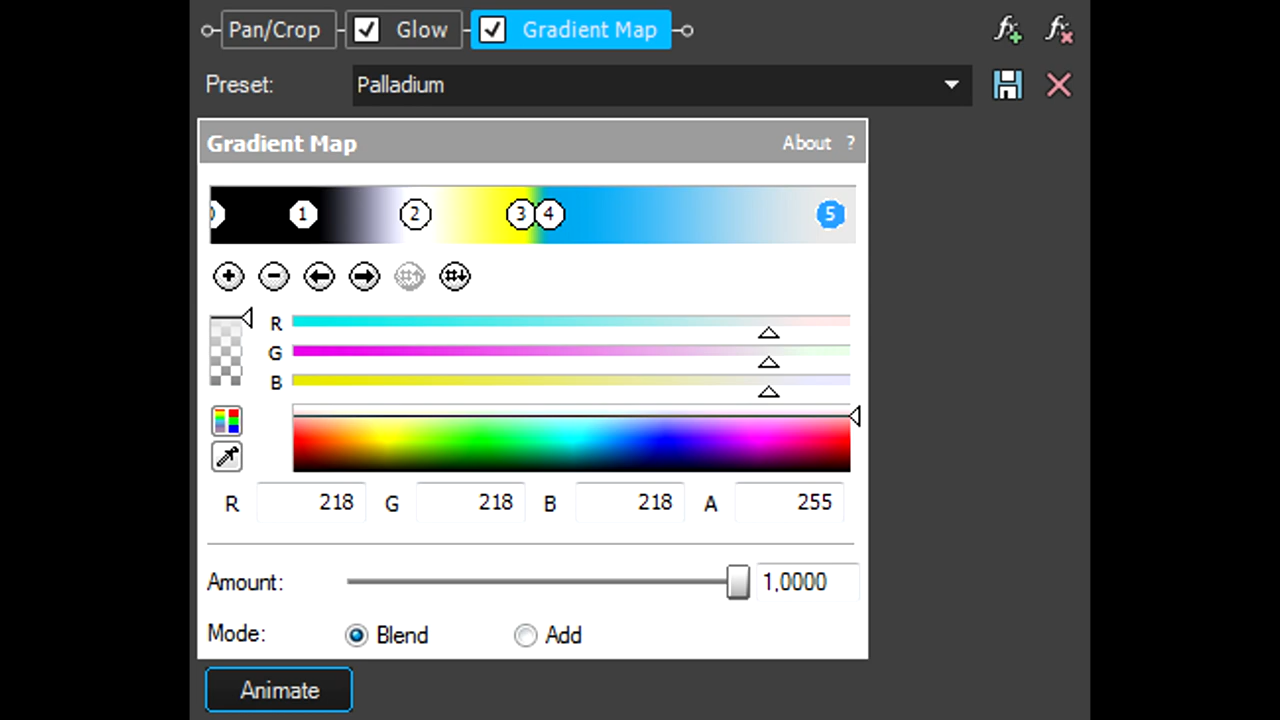 Pan/Crop Glow Gradient Map
Preset: Palladium
Gradient Map About ?
1 2 3 4 5
R
G
B
R 218 G 218 B 218 A 255
Amount: 1,0000
Mode: Blend Add
Animate